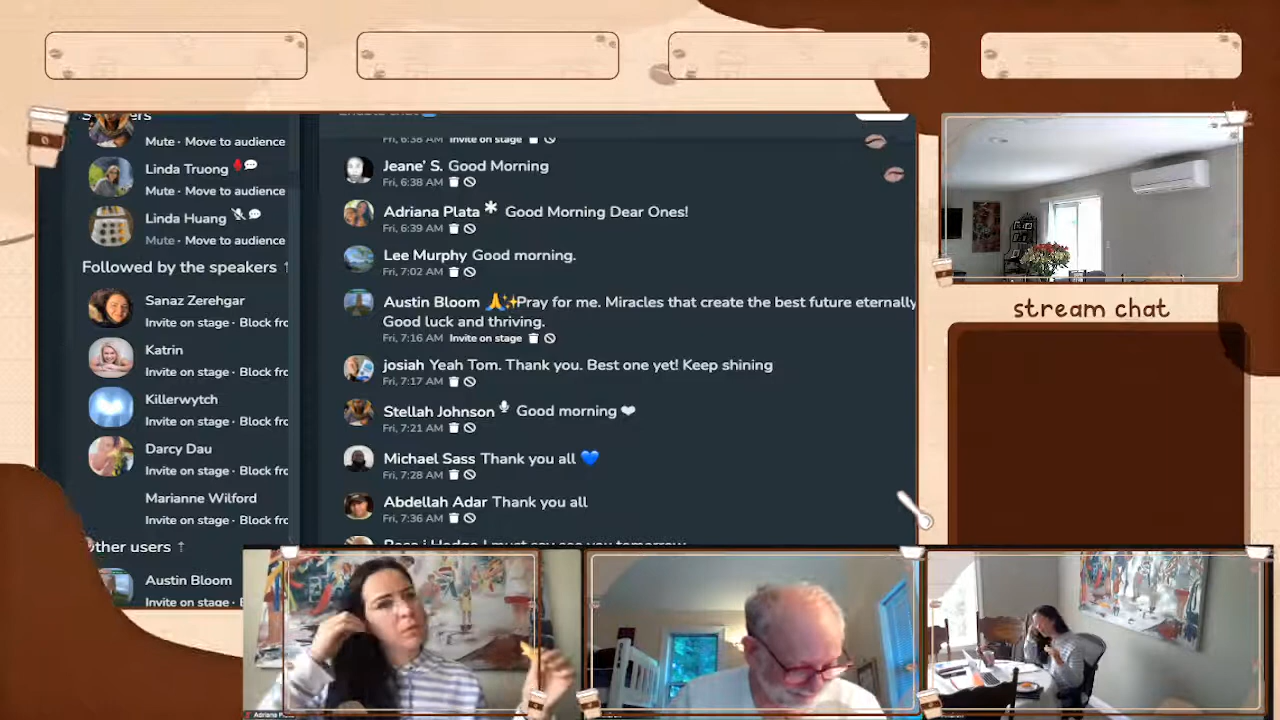 Mute · Move to audience
Linda Truong
Mute · Move to audience
Linda Huang
Mute · Move to audience
Followed by the speakers ↑
Sanaz Zerehgar
Invite on stage · Block fro
Katrin
Invite on stage · Block fro
Killerwytch
Invite on stage · Block fro
Darcy Dau
Invite on stage · Block fro
Marianne Wilford
Invite on stage · Block fro
ther users ↑
Austin Bloom
Invite on stage · Block fro
Fri, 6:38 AM Invite on stage
Jeane' S. Good Morning
Fri, 6:38 AM
Adriana Plata * Good Morning Dear Ones!
Fri, 6:39 AM
Lee Murphy Good morning.
Fri, 7:02 AM
Austin Bloom 🙏✨Pray for me. Miracles that create the best future eternally
Good luck and thriving.
Fri, 7:16 AM Invite on stage
josiah Yeah Tom. Thank you. Best one yet! Keep shining
Fri, 7:17 AM
Stellah Johnson Good morning ❤
Fri, 7:21 AM
Michael Sass Thank you all 💙
Fri, 7:28 AM
Abdellah Adar Thank you all
Fri, 7:36 AM
stream chat
Adriana Plata